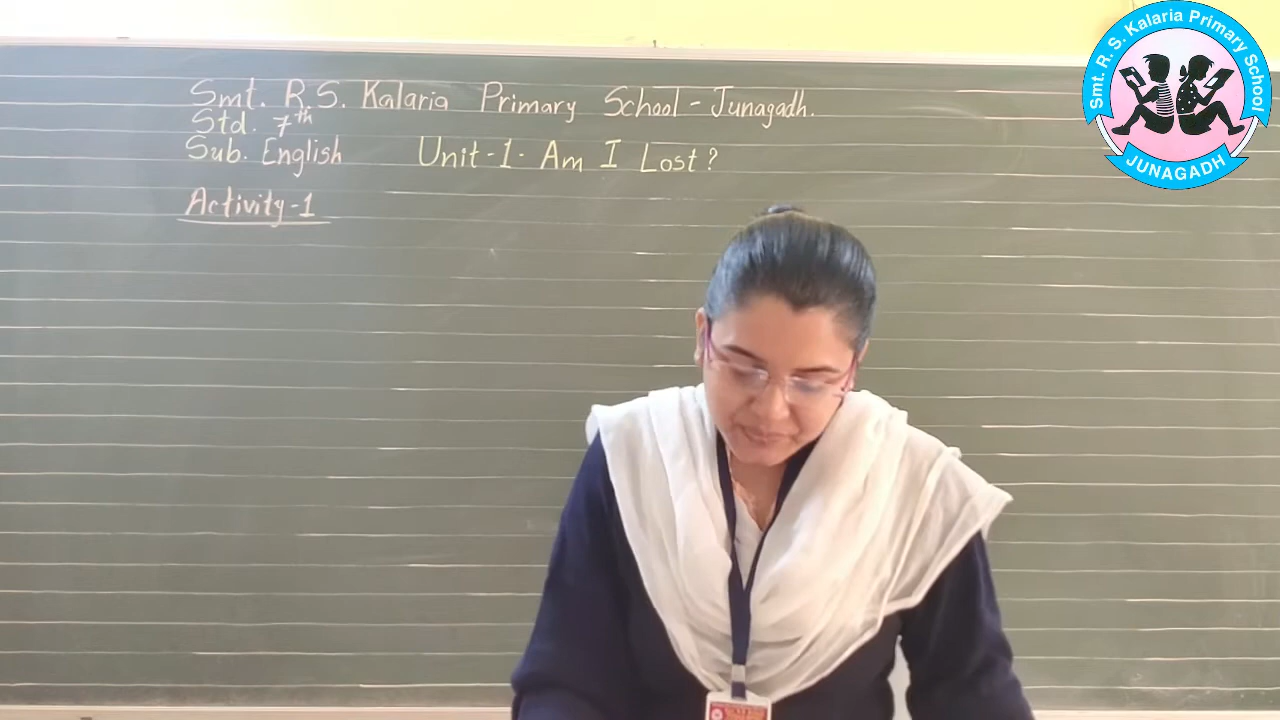 Smt. R.S. Kalaria Primary School - Junagadh.
Std. 7th
Sub. English Unit-1- Am I Lost?
Activity-1
Smt. R. S. Kalaria Primary School
JUNAGADH